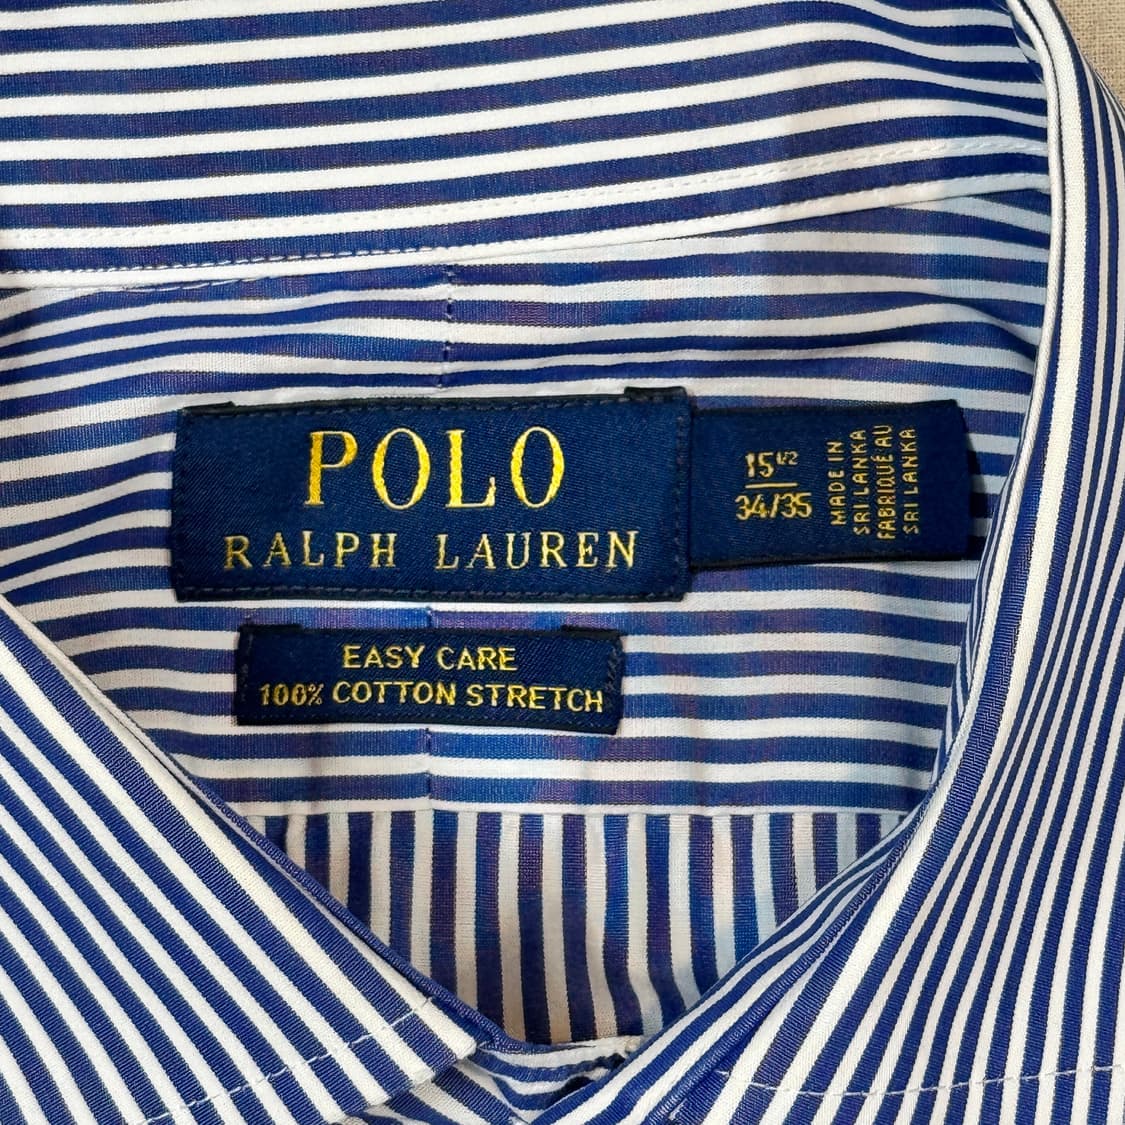 POLO
RALPH LAUREN
15 1/2
34/35
MADE IN
SRI LANKA
FABRIQUÉ AU
SRI LANKA
EASY CARE
100% COTTON STRETCH